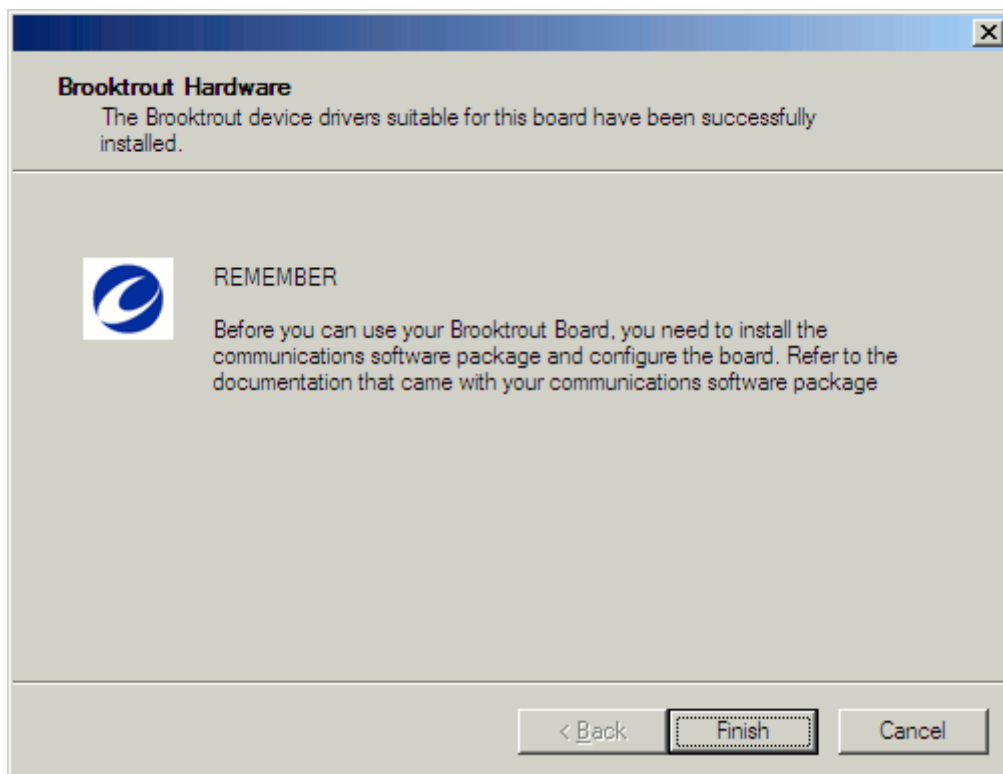 Brooktrout Hardware
The Brooktrout device drivers suitable for this board have been successfully
installed.
REMEMBER
Before you can use your Brooktrout Board, you need to install the
communications software package and configure the board. Refer to the
documentation that came with your communications software package
< Back
Finish
Cancel